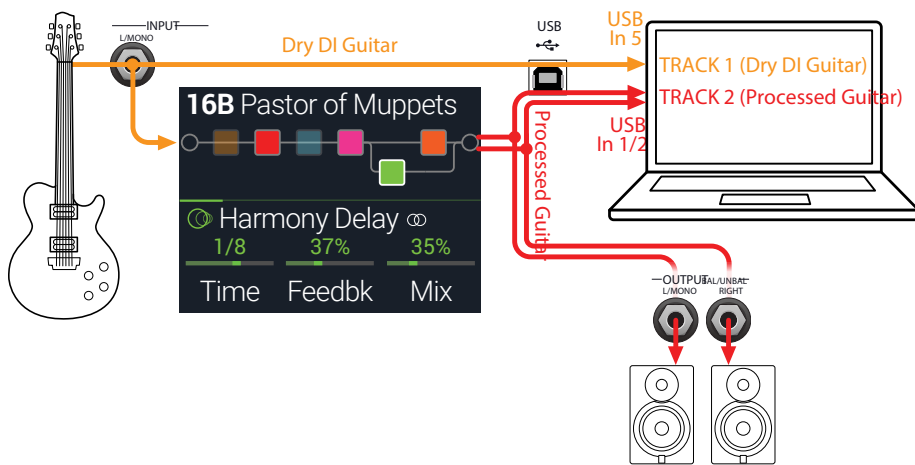 INPUT
L/MONO
Dry DI Guitar
USB
USB
In 5
TRACK 1 (Dry DI Guitar)
TRACK 2 (Processed Guitar)
USB
In 1/2
Processed Guitar
16B Pastor of Muppets
Harmony Delay
1/8 37% 35%
Time Feedbk Mix
OUTPUT
L/MONO
BAL/UNBAL
RIGHT